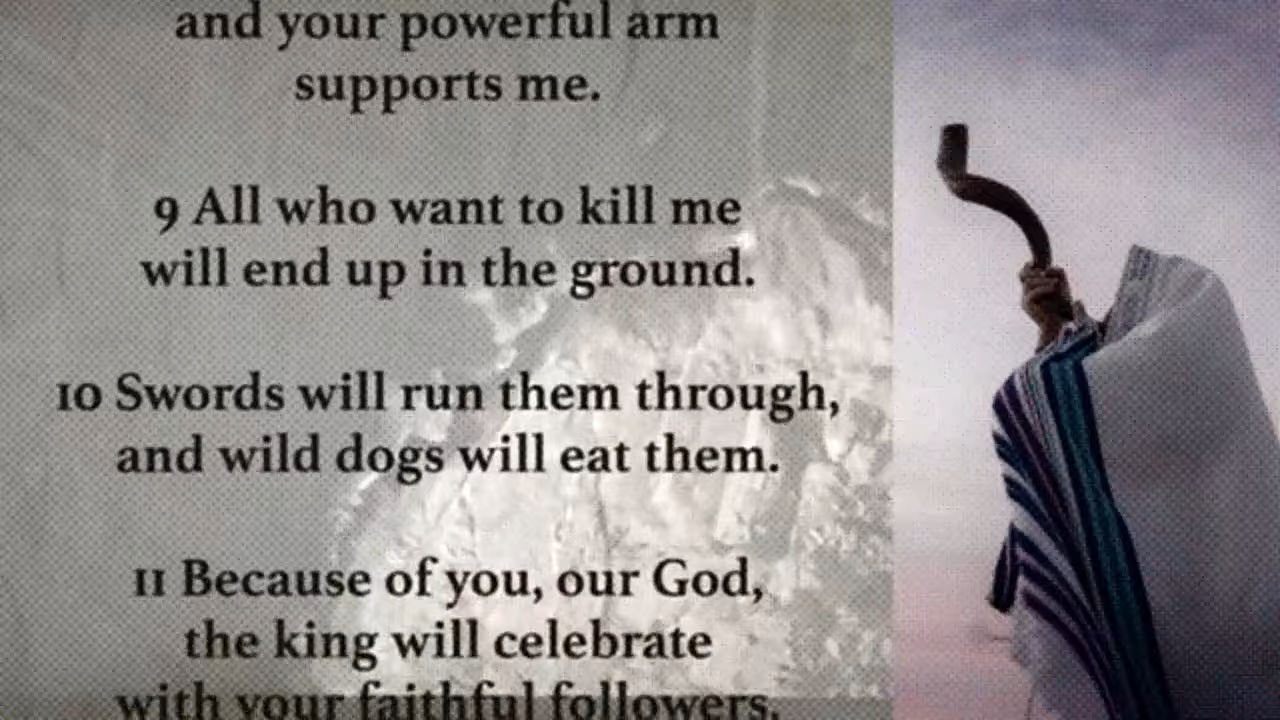 and your powerful arm
supports me.
9 All who want to kill me
will end up in the ground.
10 Swords will run them through,
and wild dogs will eat them.
11 Because of you, our God,
the king will celebrate
with your faithful followers.